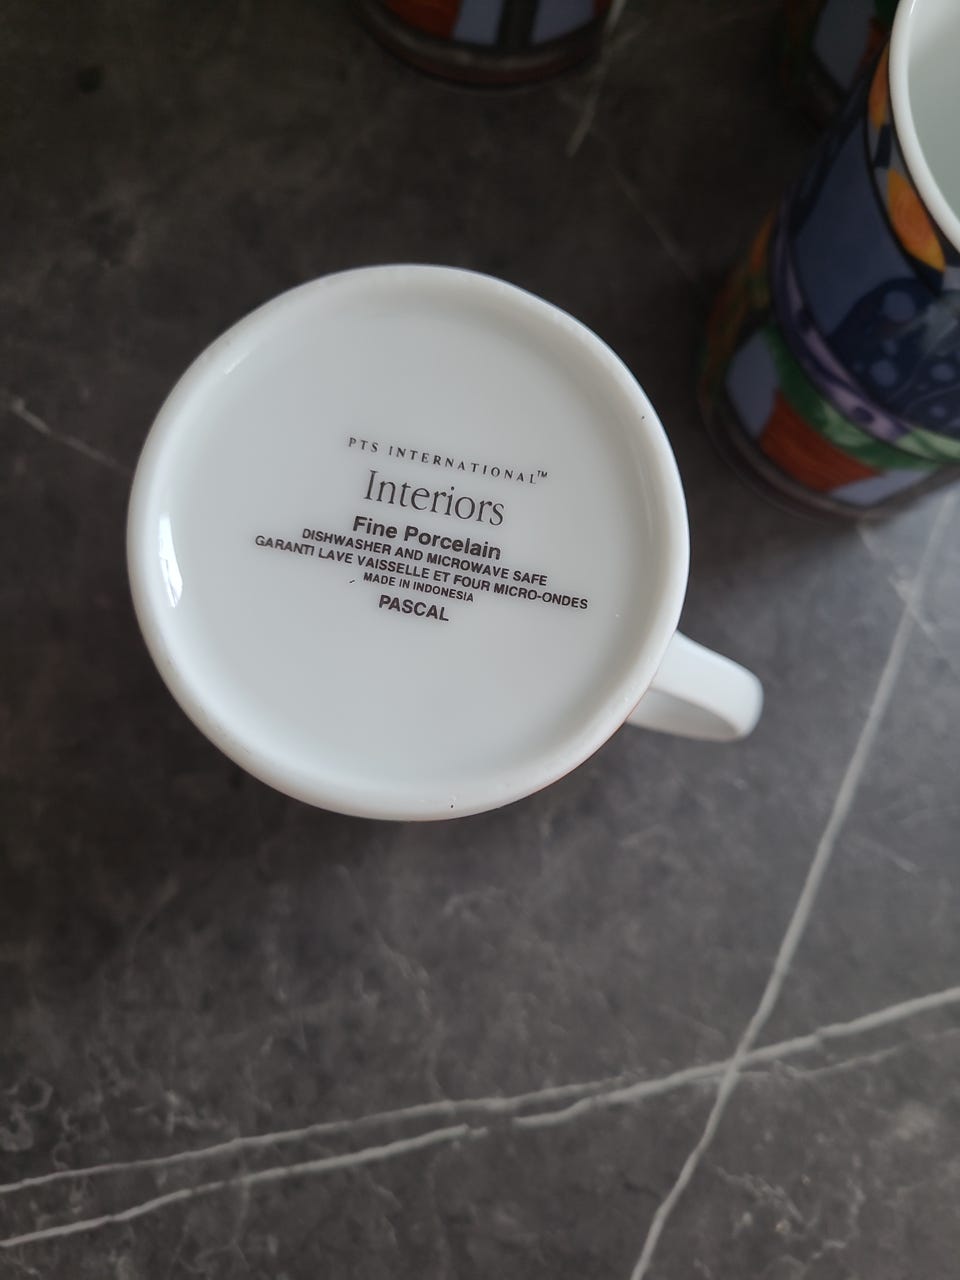 PTS INTERNATIONAL™
Interiors
Fine Porcelain
DISHWASHER AND MICROWAVE SAFE
GARANTI LAVE VAISSELLE ET FOUR MICRO-ONDES
MADE IN INDONESIA
PASCAL